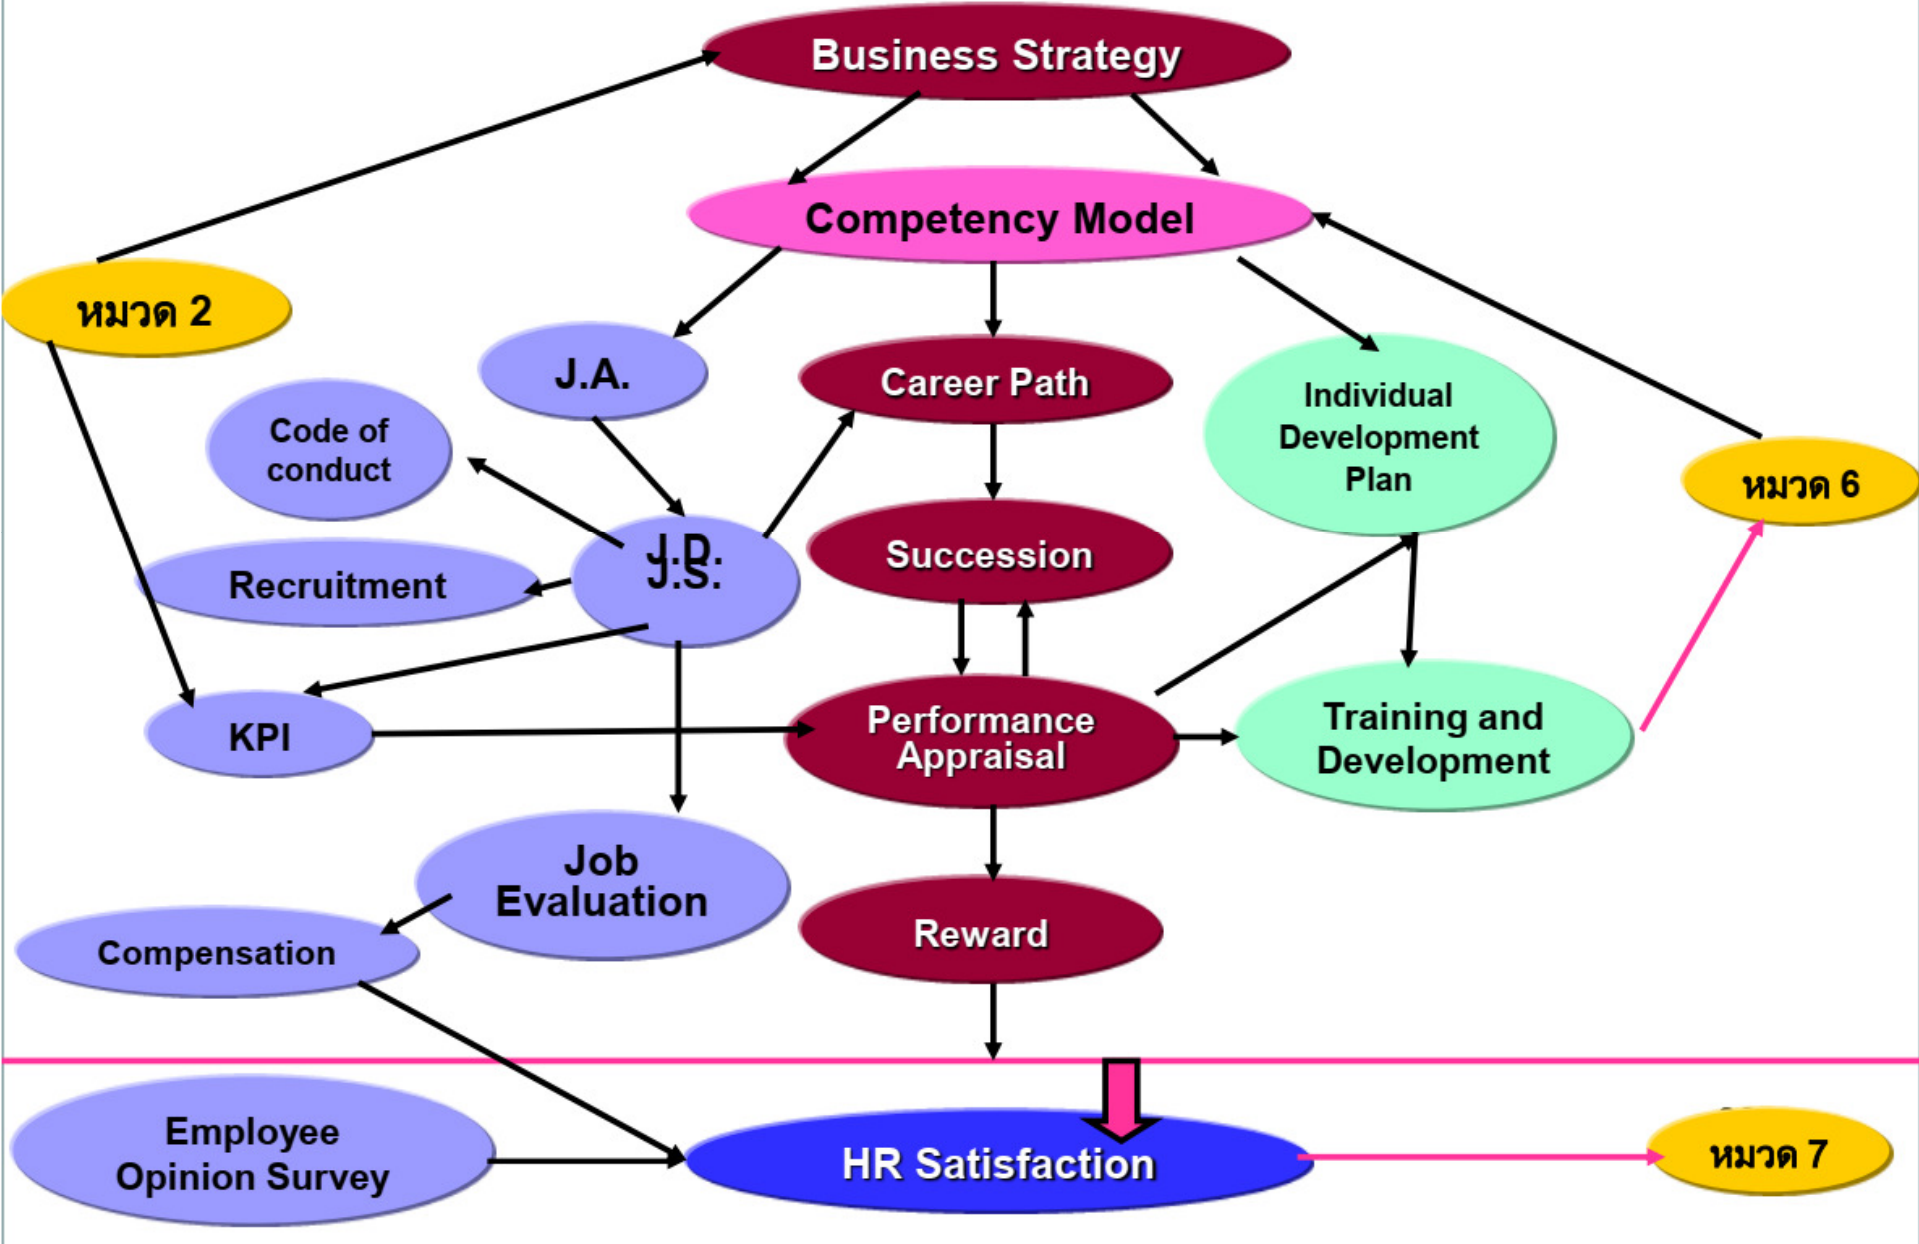 Business Strategy
Competency Model
หมวด 2
J.A.
Career Path
Individual
Development
Plan
Code of
conduct
หมวด 6
J.D.
J.S.
Succession
Recruitment
KPI
Performance
Appraisal
Training and
Development
Job
Evaluation
Compensation
Reward
Employee
Opinion Survey
HR Satisfaction
หมวด 7